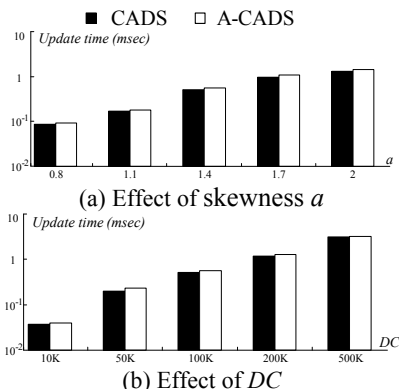 CADS A-CADS
Update time (msec)
10
1
10-1
10-2
0.8 1.1 1.4 1.7 2 a
(a) Effect of skewness a
Update time (msec)
10
1
10-1
10-2
10K 50K 100K 200K 500K DC
(b) Effect of DC